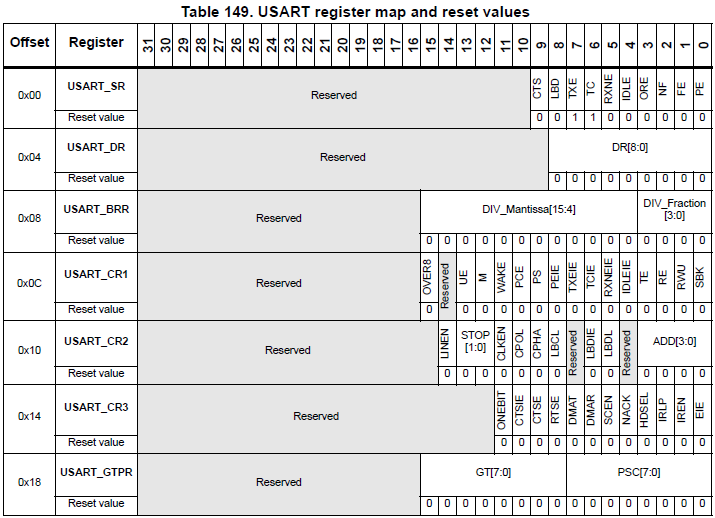 Table 149. USART register map and reset values
Offset Register 31 30 29 28 27 26 25 24 23 22 21 20 19 18 17 16 15 14 13 12 11 10 9 8 7 6 5 4 3 2 1 0
0x00 USART_SR Reserved CTS LBD TXE TC RXNE IDLE ORE NF FE PE
Reset value 0 0 1 1 0 0 0 0 0 0
0x04 USART_DR Reserved DR[8:0]
Reset value 0 0 0 0 0 0 0 0 0
0x08 USART_BRR Reserved DIV_Mantissa[15:4] DIV_Fraction
[3:0]
Reset value 0 0 0 0 0 0 0 0 0 0 0 0 0 0 0 0
0x0C USART_CR1 Reserved OVER8 Reserved UE M WAKE PCE PS PEIE TXEIE TCIE RXNEIE IDLEIE TE RE RWU SBK
Reset value 0 0 0 0 0 0 0 0 0 0 0 0 0 0 0
0x10 USART_CR2 Reserved LINEN STOP
[1:0] CLKEN CPOL CPHA LBCL Reserved LBDIE LBDL Reserved ADD[3:0]
Reset value 0 0 0 0 0 0 0 0 0 0 0 0 0
0x14 USART_CR3 Reserved ONEBIT CTSIE CTSE RTSE DMAT DMAR SCEN NACK HDSEL IRLP IREN EIE
Reset value 0 0 0 0 0 0 0 0 0 0 0 0
0x18 USART_GTPR Reserved GT[7:0] PSC[7:0]
Reset value 0 0 0 0 0 0 0 0 0 0 0 0 0 0 0 0